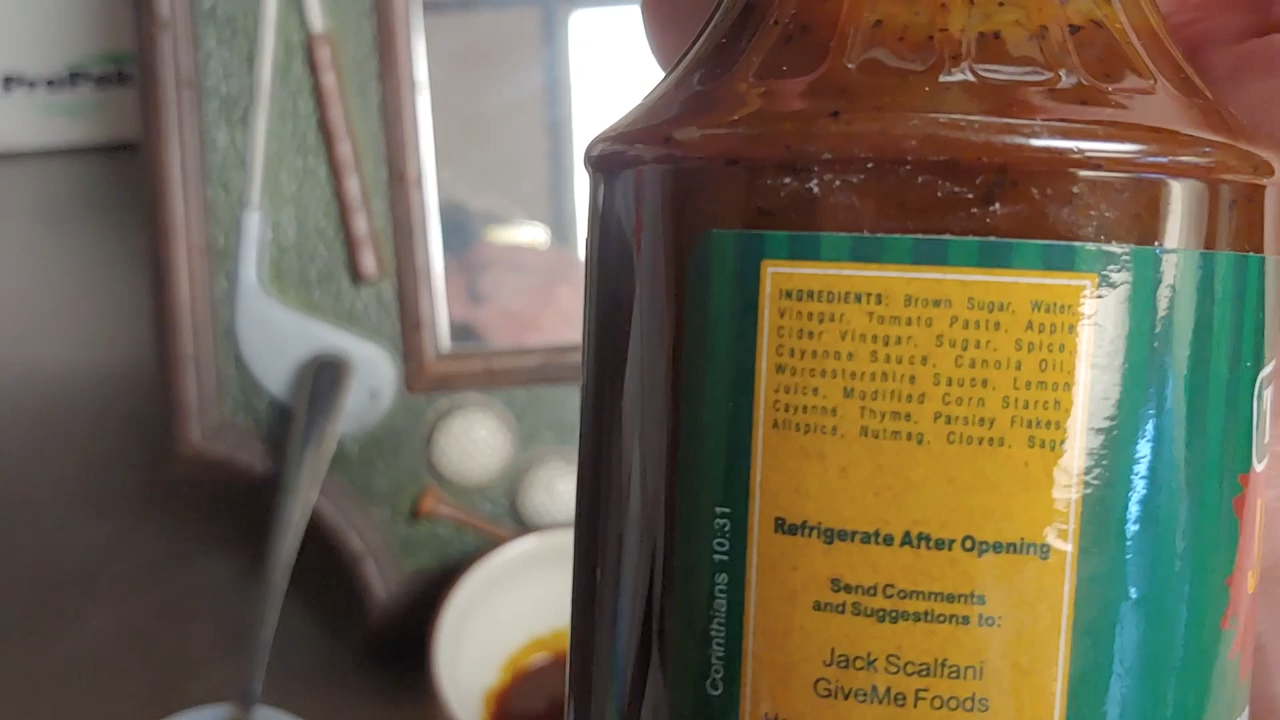 ProPak
INGREDIENTS: Brown Sugar, Water,
Vinegar, Tomato Paste, Apple
Cider Vinegar, Sugar, Spice,
Cayenne Sauce, Canola Oil,
Worcestershire Sauce, Lemon
Juice, Modified Corn Starch,
Cayenne, Thyme, Parsley Flakes,
Allspice, Nutmeg, Cloves, Sage
Refrigerate After Opening
Send Comments
and Suggestions to:
Jack Scalfani
GiveMe Foods
Corinthians 10:31